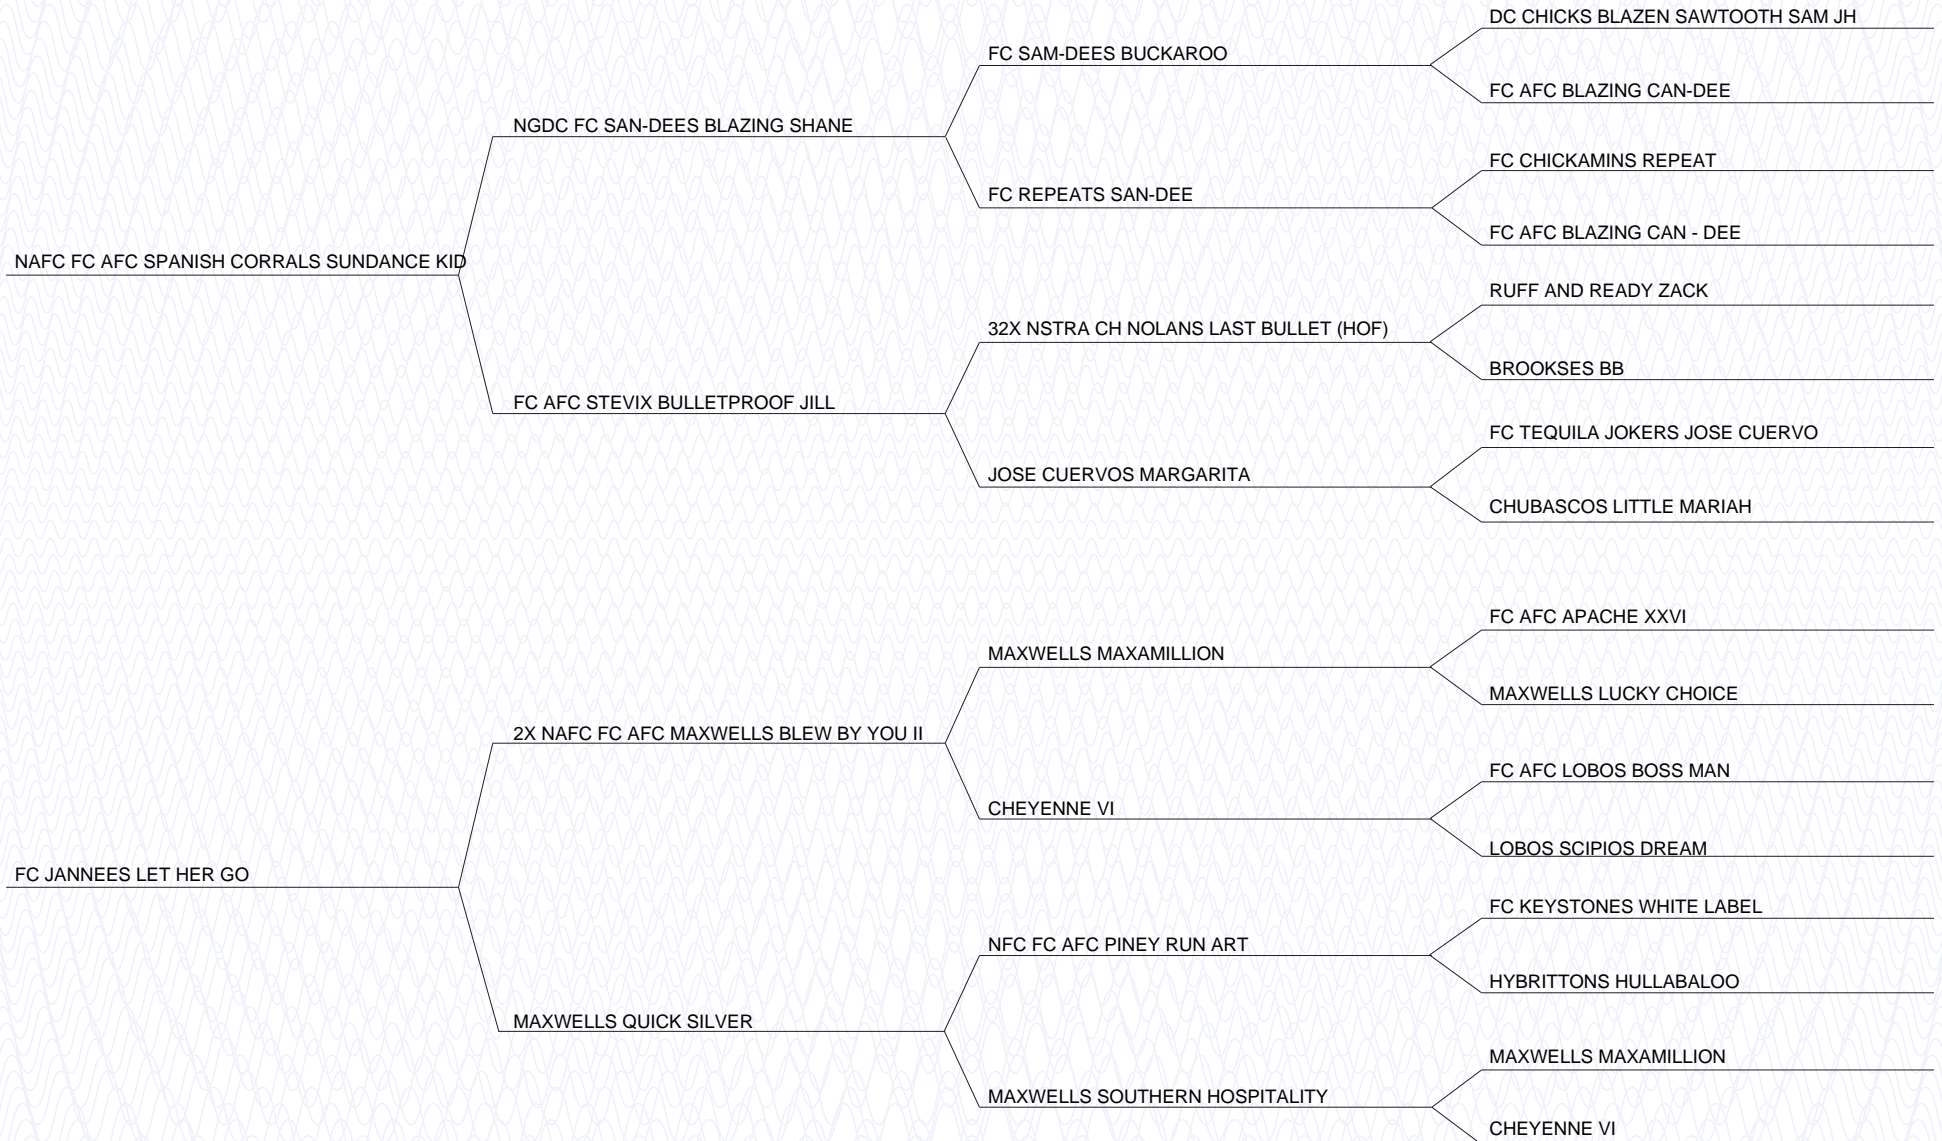 DC CHICKS BLAZEN SAWTOOTH SAM JH
FC SAM-DEES BUCKAROO
FC AFC BLAZING CAN-DEE
NGDC FC SAN-DEES BLAZING SHANE
FC CHICKAMINS REPEAT
FC REPEATS SAN-DEE
FC AFC BLAZING CAN - DEE
NAFC FC AFC SPANISH CORRALS SUNDANCE KID
RUFF AND READY ZACK
32X NSTRA CH NOLANS LAST BULLET (HOF)
BROOKSES BB
FC AFC STEVIX BULLETPROOF JILL
FC TEQUILA JOKERS JOSE CUERVO
JOSE CUERVOS MARGARITA
CHUBASCOS LITTLE MARIAH
FC AFC APACHE XXVI
MAXWELLS MAXAMILLION
MAXWELLS LUCKY CHOICE
2X NAFC FC AFC MAXWELLS BLEW BY YOU II
FC AFC LOBOS BOSS MAN
CHEYENNE VI
LOBOS SCIPIOS DREAM
FC JANNEES LET HER GO
FC KEYSTONES WHITE LABEL
NFC FC AFC PINEY RUN ART
HYBRITTONS HULLABALOO
MAXWELLS QUICK SILVER
MAXWELLS MAXAMILLION
MAXWELLS SOUTHERN HOSPITALITY
CHEYENNE VI